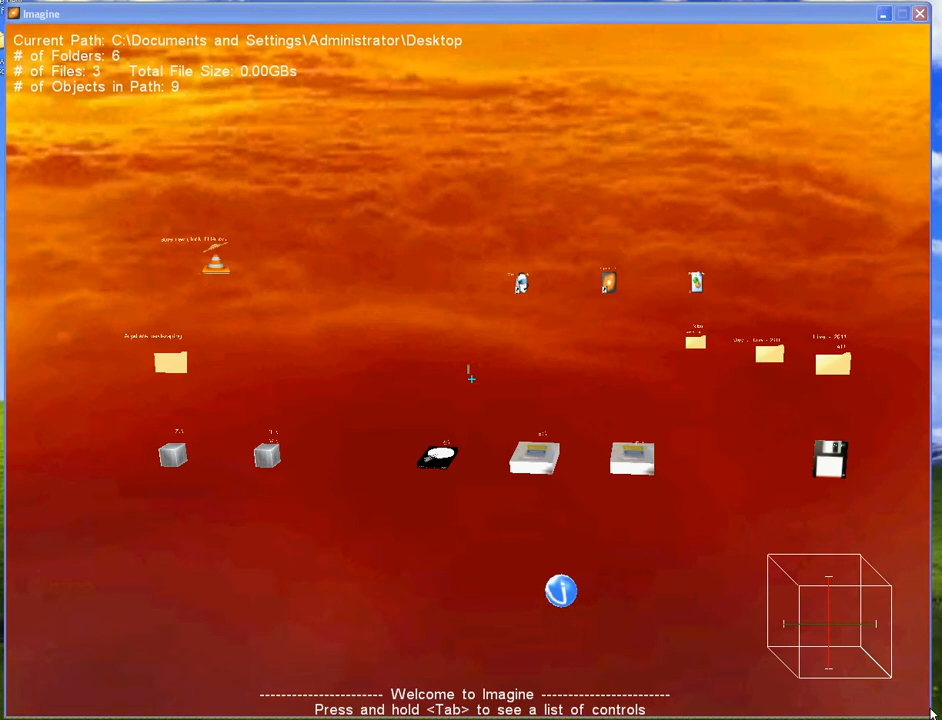 Imagine
Current Path: C:\Documents and Settings\Administrator\Desktop
# of Folders: 6
# of Files: 3    Total File Size: 0.00GBs
# of Objects in Path: 9
---------------------- Welcome to Imagine -----------------------
Press and hold <Tab> to see a list of controls